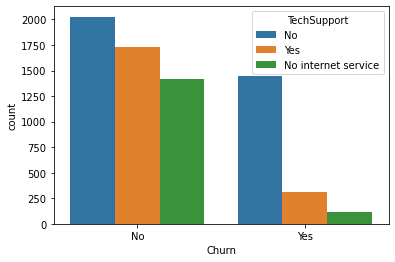 2000
1750
1500
1250
1000
750
500
250
0
count
TechSupport
No
Yes
No internet service
No
Yes
Churn